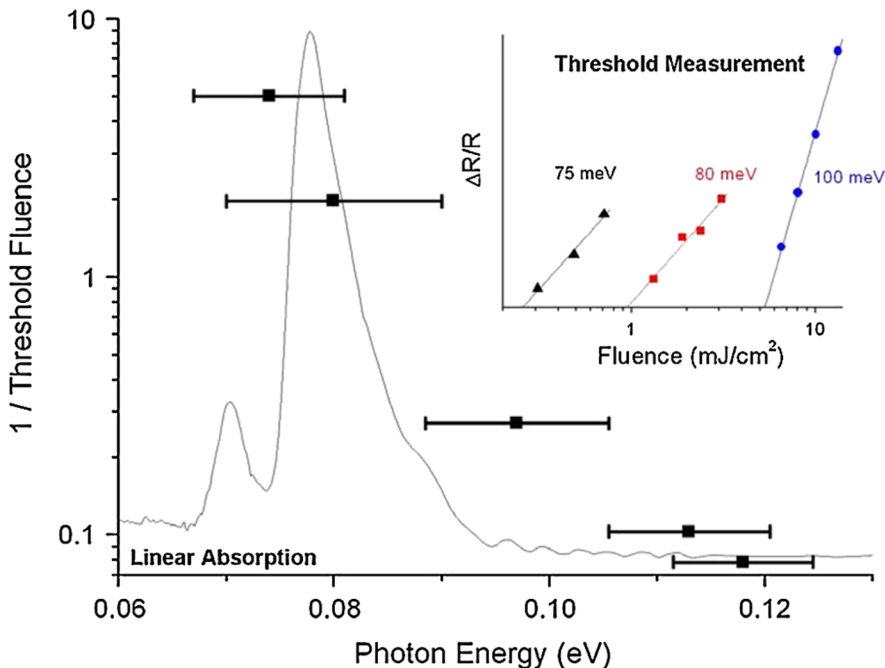 10
1
0.1
1 / Threshold Fluence
Linear Absorption
0.06
0.08
0.10
0.12
Photon Energy (eV)
Threshold Measurement
ΔR/R
75 meV
80 meV
100 meV
1
10
Fluence (mJ/cm²)